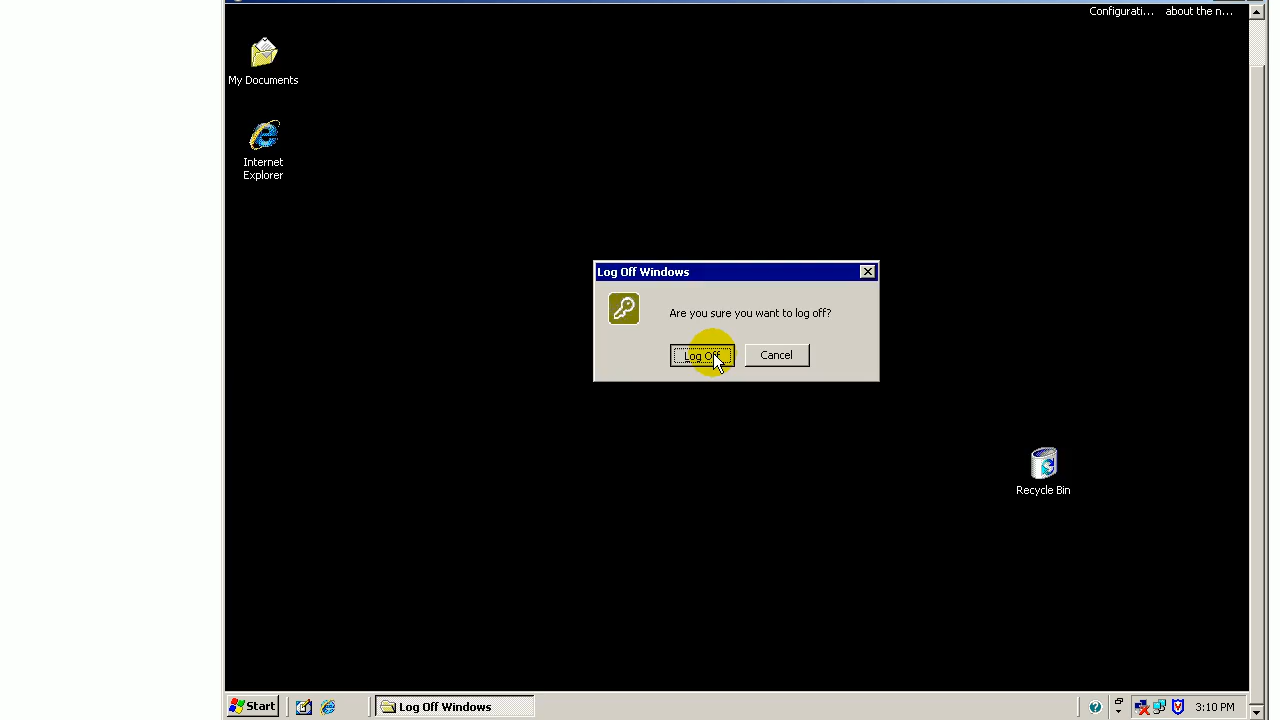 Configurati... about the n...
My Documents
Internet
Explorer
Log Off Windows
Are you sure you want to log off?
Log Off Cancel
Recycle Bin
Start Log Off Windows 3:10 PM